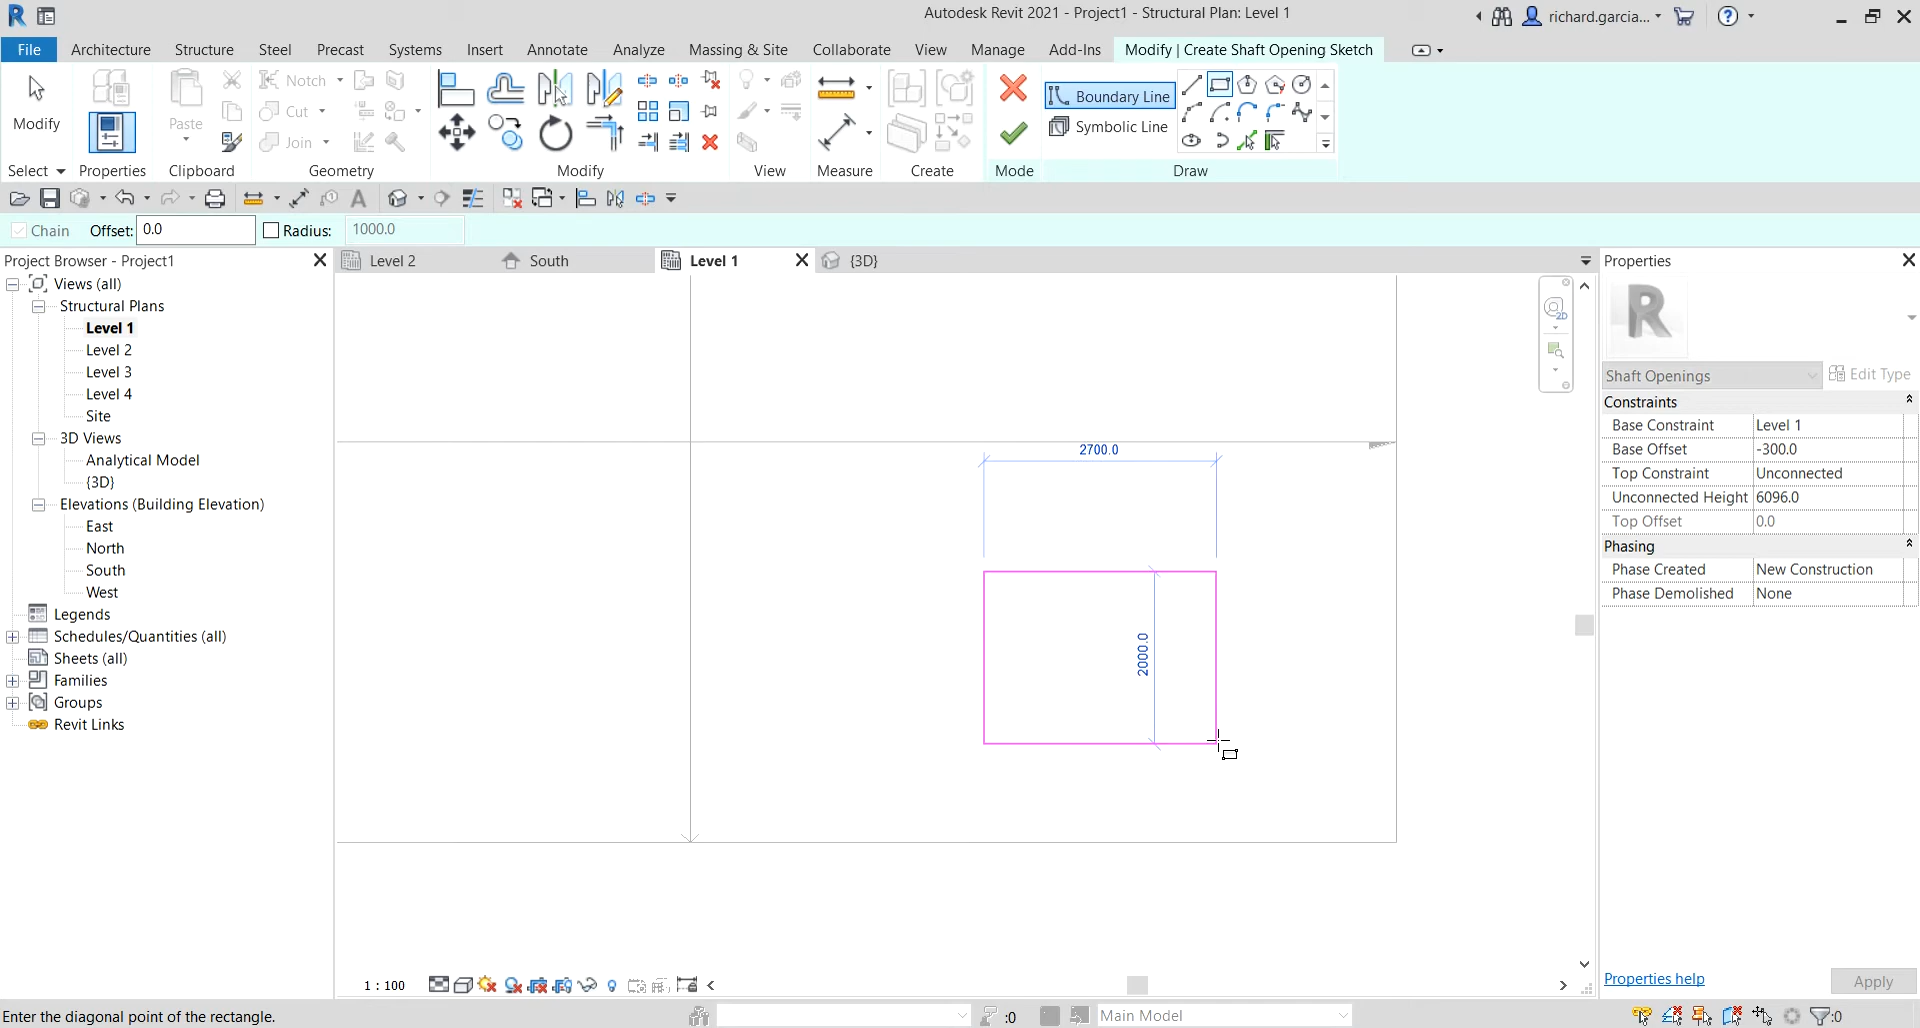 Autodesk Revit 2021 - Project1 - Structural Plan: Level 1
richard.garcia...
File Architecture Structure Steel Precast Systems Insert Annotate Analyze Massing & Site Collaborate View Manage Add-Ins Modify | Create Shaft Opening Sketch
Modify
Paste
Notch
Cut
Join
Boundary Line
Symbolic Line
Select Properties Clipboard Geometry Modify View Measure Create Mode Draw
Chain Offset: 0.0 Radius: 1000.0
Project Browser - Project1
Views (all)
Structural Plans
Level 1
Level 2
Level 3
Level 4
Site
3D Views
Analytical Model
{3D}
Elevations (Building Elevation)
East
North
South
West
Legends
Schedules/Quantities (all)
Sheets (all)
Families
Groups
Revit Links
Level 2 South Level 1 {3D}
2D
2700.0
2000.0
1 : 100
Properties
R
Shaft Openings Edit Type
Constraints
Base Constraint Level 1
Base Offset -300.0
Top Constraint Unconnected
Unconnected Height 6096.0
Top Offset 0.0
Phasing
Phase Created New Construction
Phase Demolished None
Properties help Apply
Enter the diagonal point of the rectangle.
:0 Main Model :0